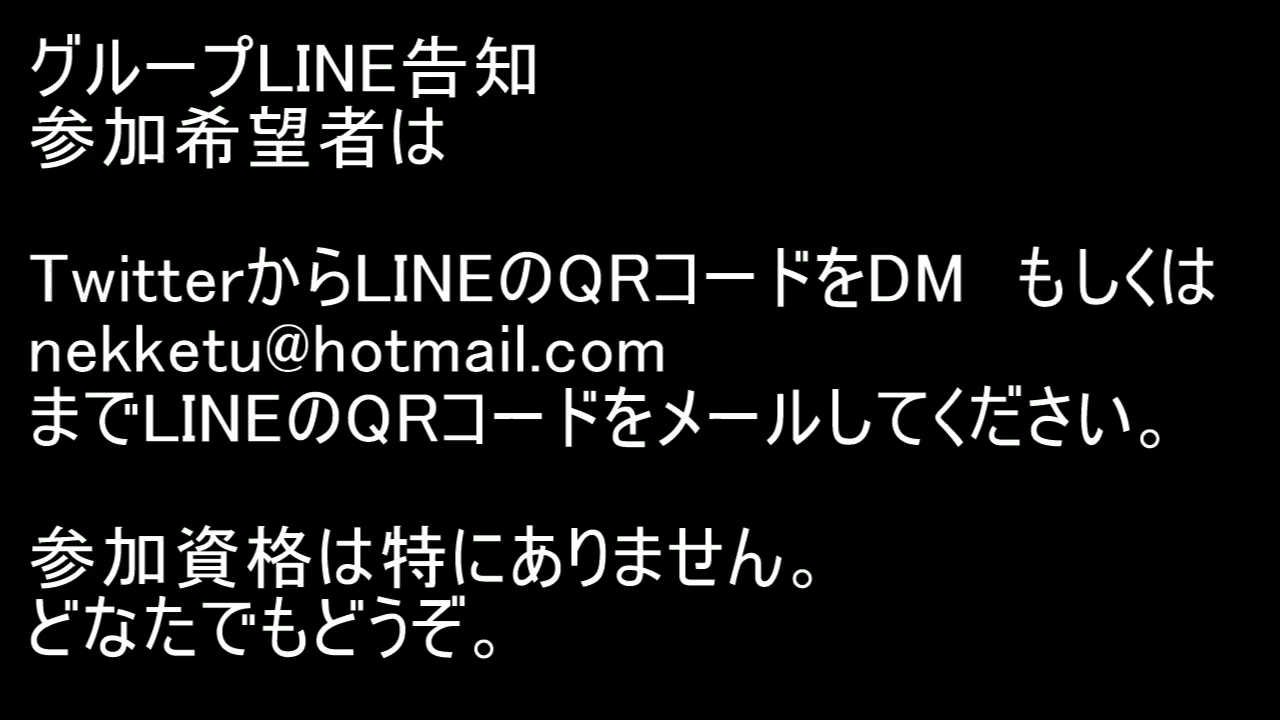 グループLINE告知
参加希望者は
TwitterからLINEのQRコードをDM　もしくは
nekketu@hotmail.com
までLINEのQRコードをメールしてください。
参加資格は特にありません。
どなたでもどうぞ。